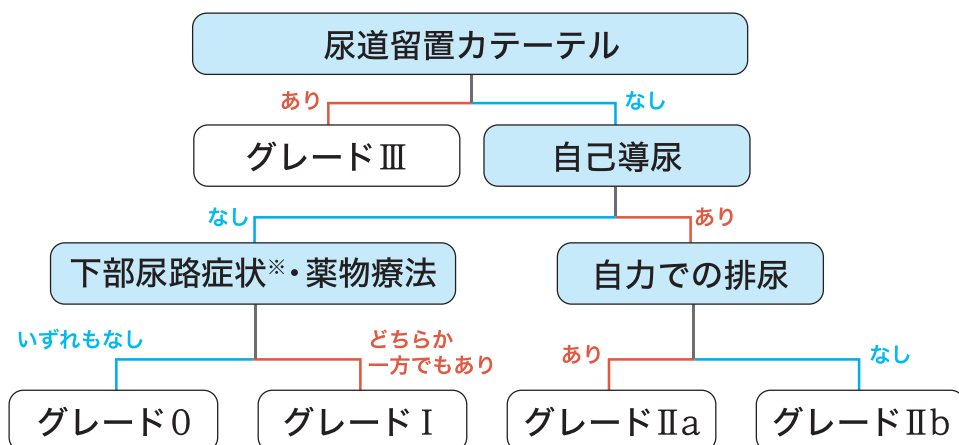 尿道留置カテーテル
あり
なし
グレードⅢ
自己導尿
なし
あり
下部尿路症状※・薬物療法
自力での排尿
いずれもなし
どちらか
一方でもあり
あり
なし
グレード0
グレードⅠ
グレードⅡa
グレードⅡb